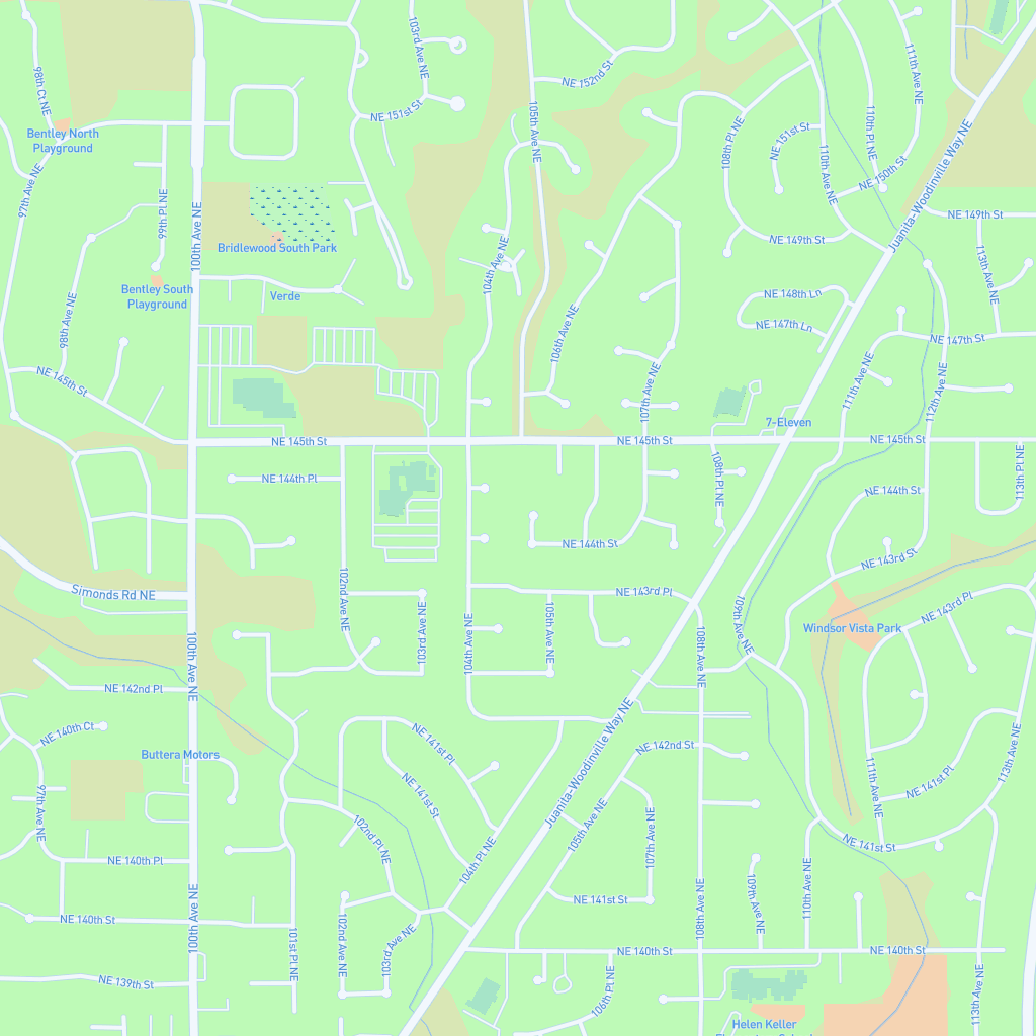 103rd Ave NE
111th Ave NE
98th Ct NE
NE 152nd St
NE 151st St
105th Ave NE
110th Pl NE
108th Pl NE
NE 151st St
Bentley North
Playground
110th Ave NE
Juanita-Woodinville Way NE
NE 150th St
97th Ave NE
99th Pl NE
100th Ave NE
NE 149th St
Bridlewood South Park
NE 149th St
104th Ave NE
113th Ave NE
Bentley South
Playground
Verde
NE 148th Ln
98th Ave NE
106th Ave NE
NE 147th Ln
NE 147th St
NE 145th St
107th Ave NE
111th Ave NE
112th Ave NE
7-Eleven
NE 145th St
NE 145th St
NE 145th St
NE 144th Pl
108th Pl NE
113th Pl NE
NE 144th St
NE 144th St
NE 143rd St
Simonds Rd NE
102nd Ave NE
103rd Ave NE
NE 143rd Pl
105th Ave NE
109th Ave NE
NE 143rd Pl
Windsor Vista Park
100th Ave NE
104th Ave NE
108th Ave NE
NE 142nd Pl
Juanita-Woodinville Way NE
NE 140th Ct
NE 141st Pl
NE 142nd St
Buttera Motors
113th Ave NE
97th Ave NE
NE 141st St
111th Ave NE
NE 141st Pl
102nd Pl NE
105th Ave NE
107th Ave NE
NE 141st St
NE 140th Pl
104th Pl NE
109th Ave NE
110th Ave NE
108th Ave NE
NE 141st St
NE 140th St
100th Ave NE
101st Pl NE
102nd Ave NE
103rd Ave NE
NE 140th St
NE 140th St
NE 139th St
106th Pl NE
113th Ave NE
Helen Keller